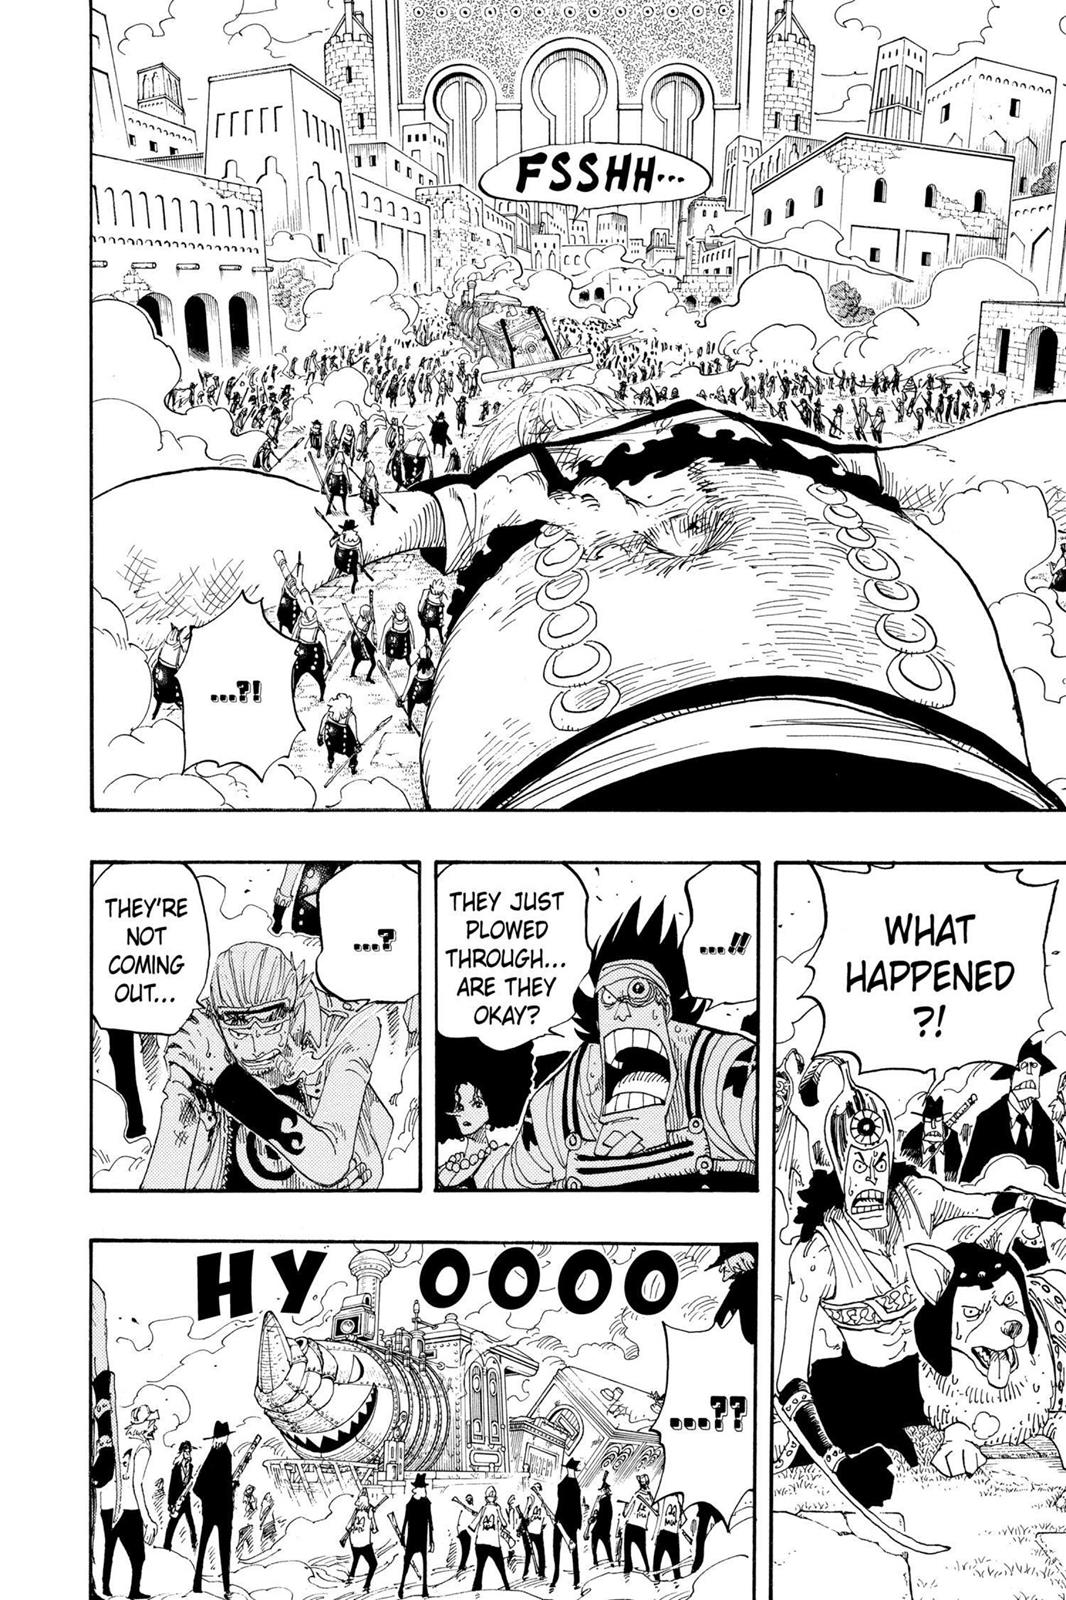 FSSHH...
...?!
WHAT
HAPPENED
?!
...!!
THEY JUST
PLOWED
THROUGH...
ARE THEY
OKAY?
...?
THEY'RE
NOT
COMING
OUT...
HY OOOO
...??